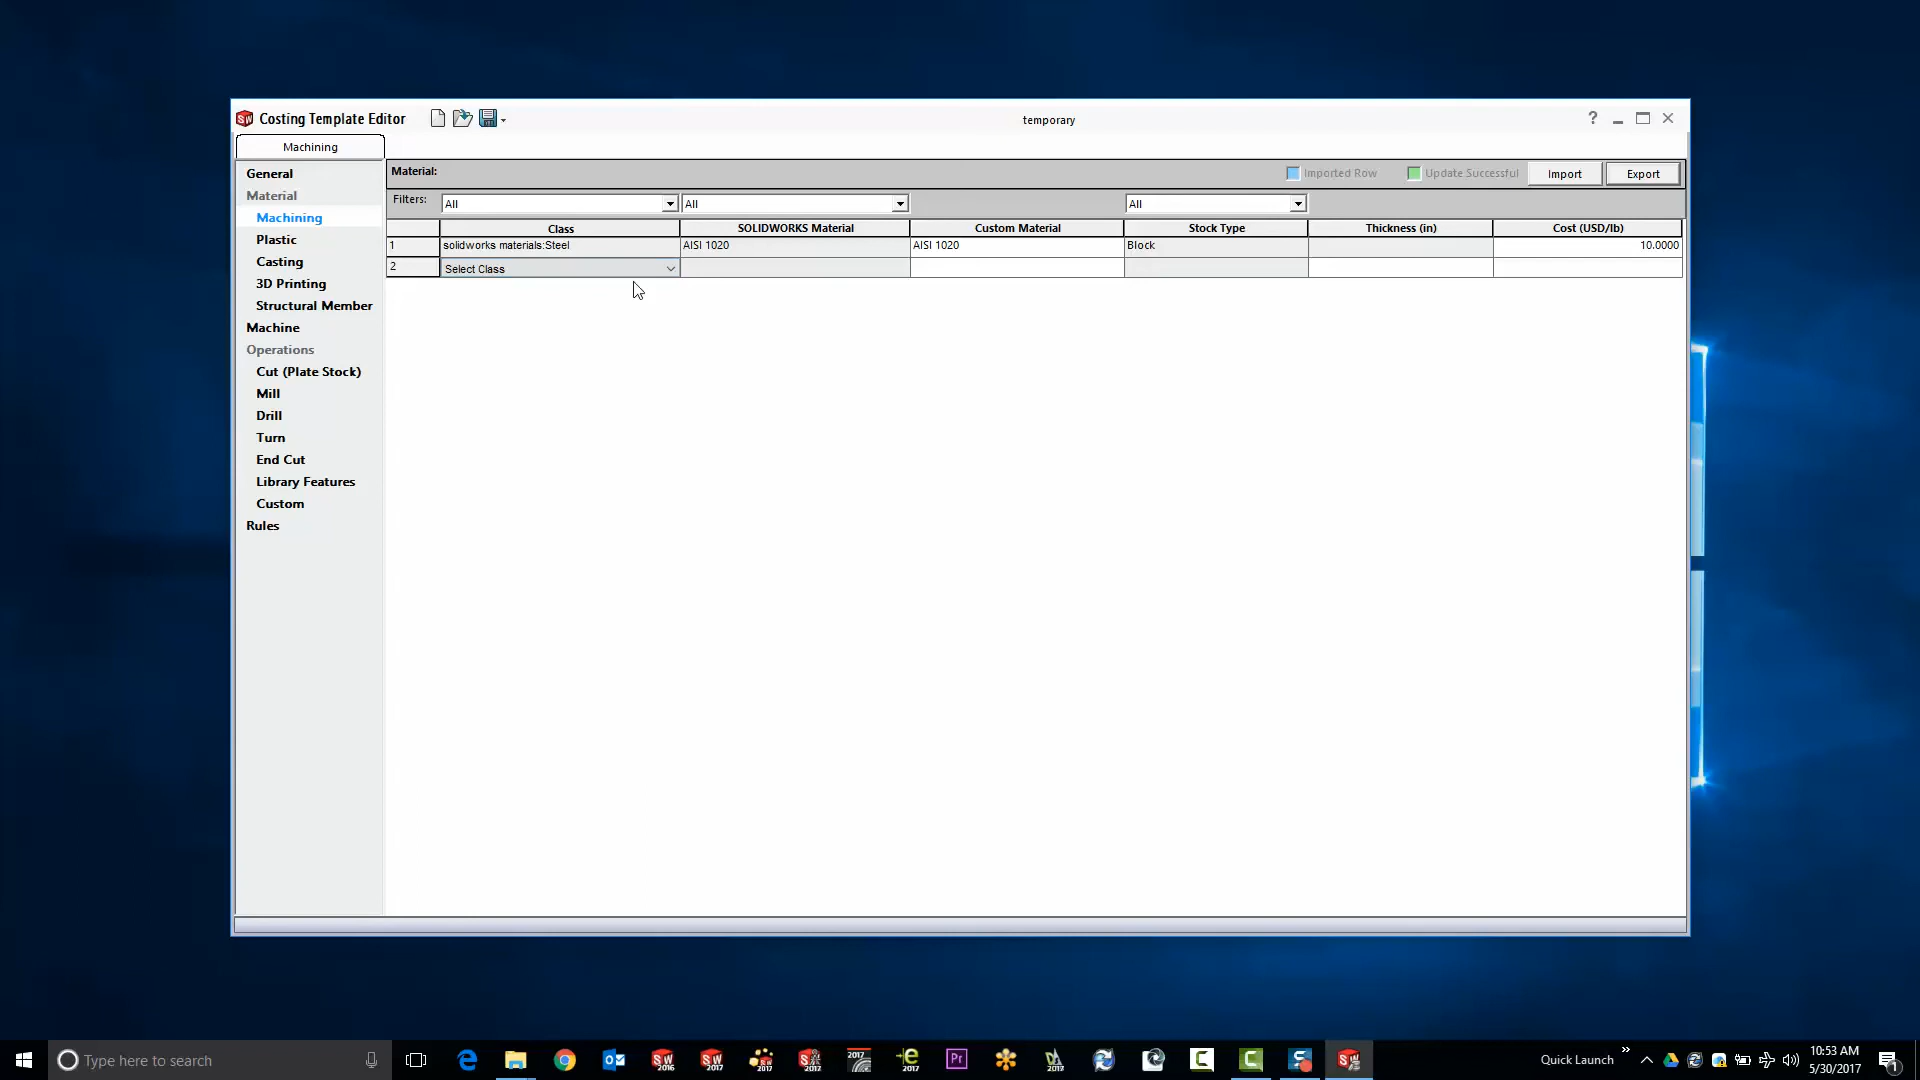 Costing Template Editor
temporary
?
Machining
General
Material
Machining
Plastic
Casting
3D Printing
Structural Member
Machine
Operations
Cut (Plate Stock)
Mill
Drill
Turn
End Cut
Library Features
Custom
Rules
Material:
Imported Row
Update Successful
Import
Export
Filters:
All
All
All
Class
SOLIDWORKS Material
Custom Material
Stock Type
Thickness (in)
Cost (USD/lb)
1
solidworks materials:Steel
AISI 1020
AISI 1020
Block
10.0000
2
Select Class
Type here to search
Quick Launch
10:53 AM
5/30/2017